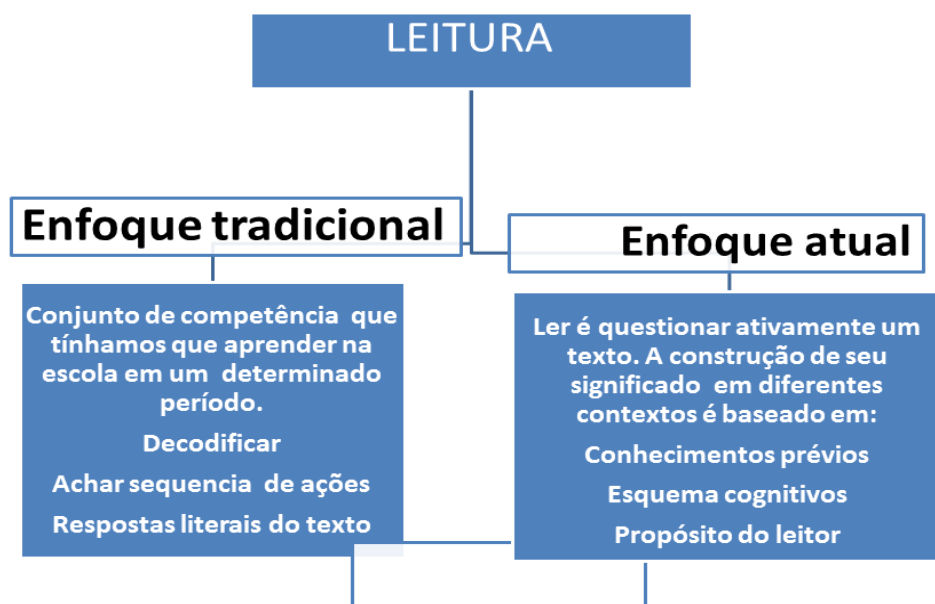 LEITURA
Enfoque tradicional
Conjunto de competência que
tínhamos que aprender na
escola em um determinado
período.
Decodificar
Achar sequencia de ações
Respostas literais do texto
Enfoque atual
Ler é questionar ativamente um
texto. A construção de seu
significado em diferentes
contextos é baseado em:
Conhecimentos prévios
Esquema cognitivos
Propósito do leitor